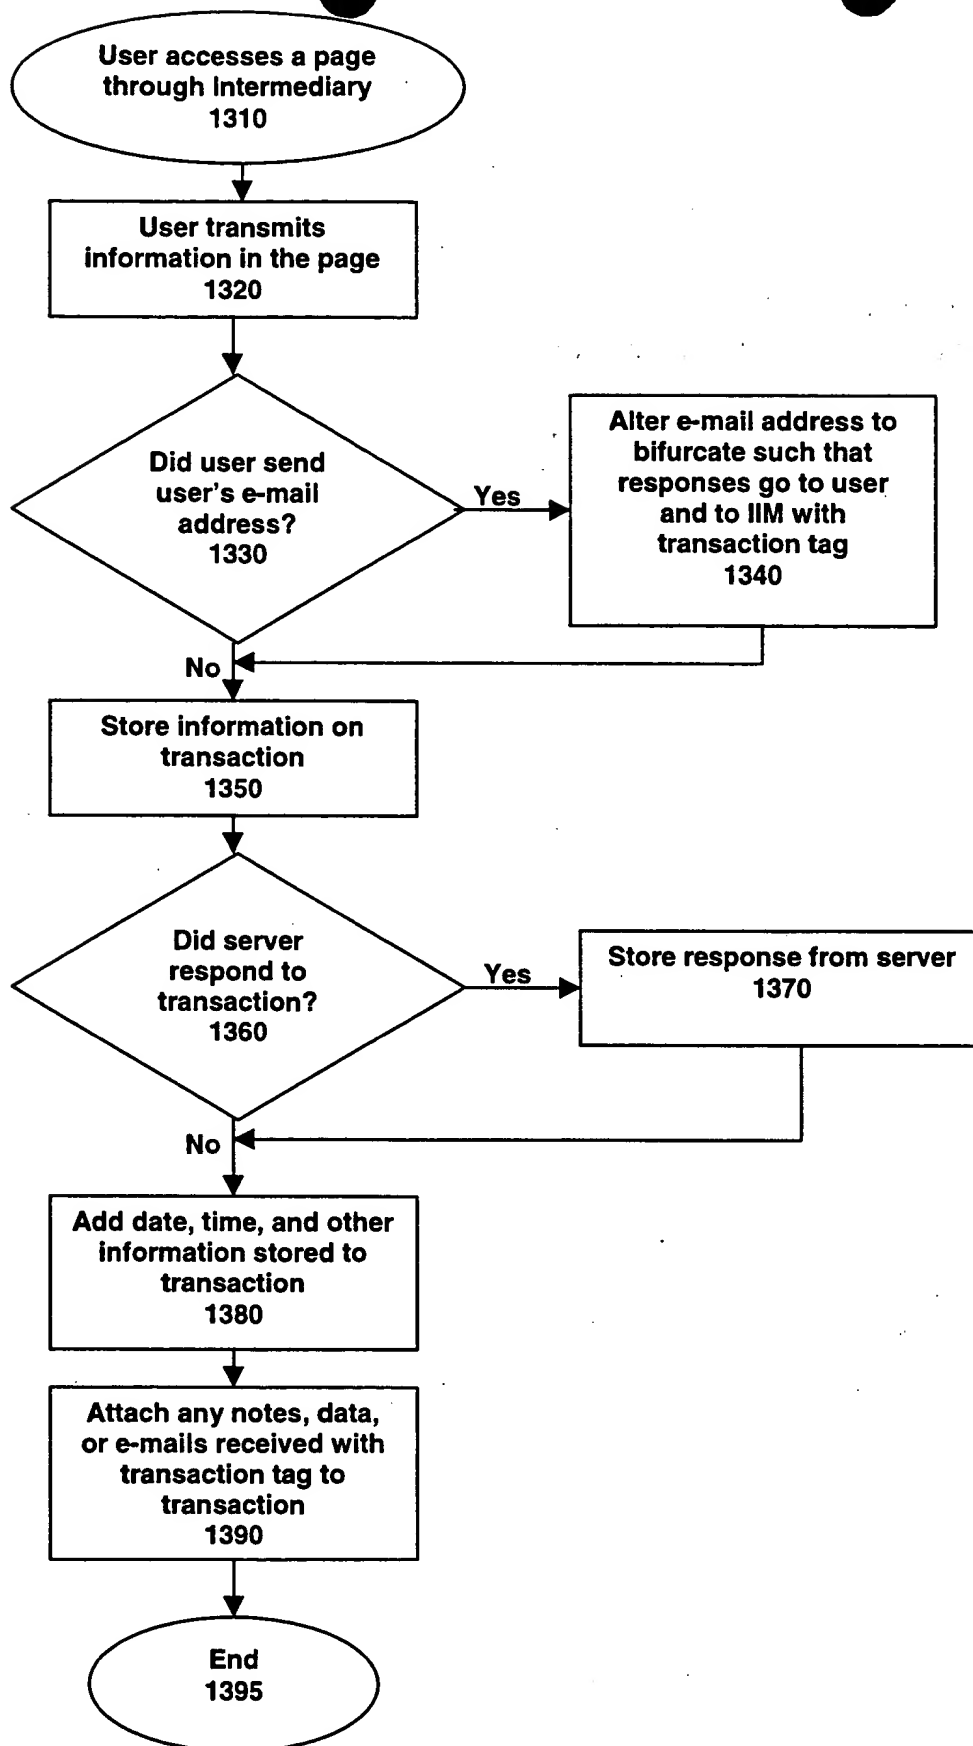 User accesses a page
through Intermediary
1310
User transmits
information in the page
1320
Did user send
user's e-mail
address?
1330
Yes
Alter e-mail address to
bifurcate such that
responses go to user
and to IIM with
transaction tag
1340
No
Store information on
transaction
1350
Did server
respond to
transaction?
1360
Yes
Store response from server
1370
No
Add date, time, and other
information stored to
transaction
1380
Attach any notes, data,
or e-mails received with
transaction tag to
transaction
1390
End
1395